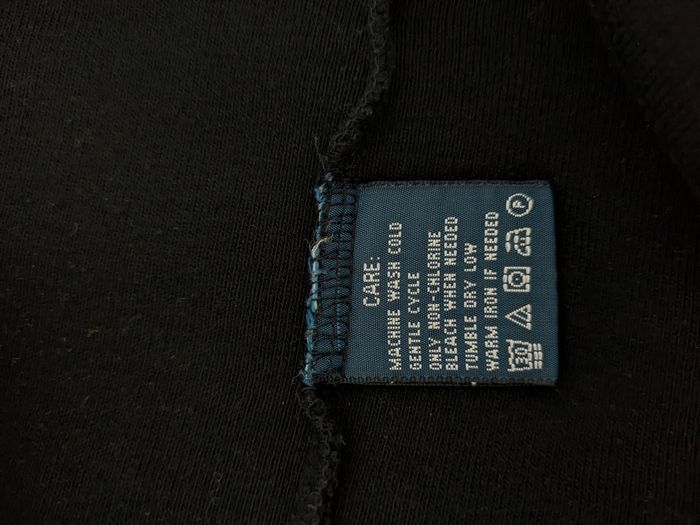 CARE:
MACHINE WASH COLD
GENTLE CYCLE
ONLY NON-CHLORINE
BLEACH WHEN NEEDED
TUMBLE DRY LOW
WARM IRON IF NEEDED
30 P